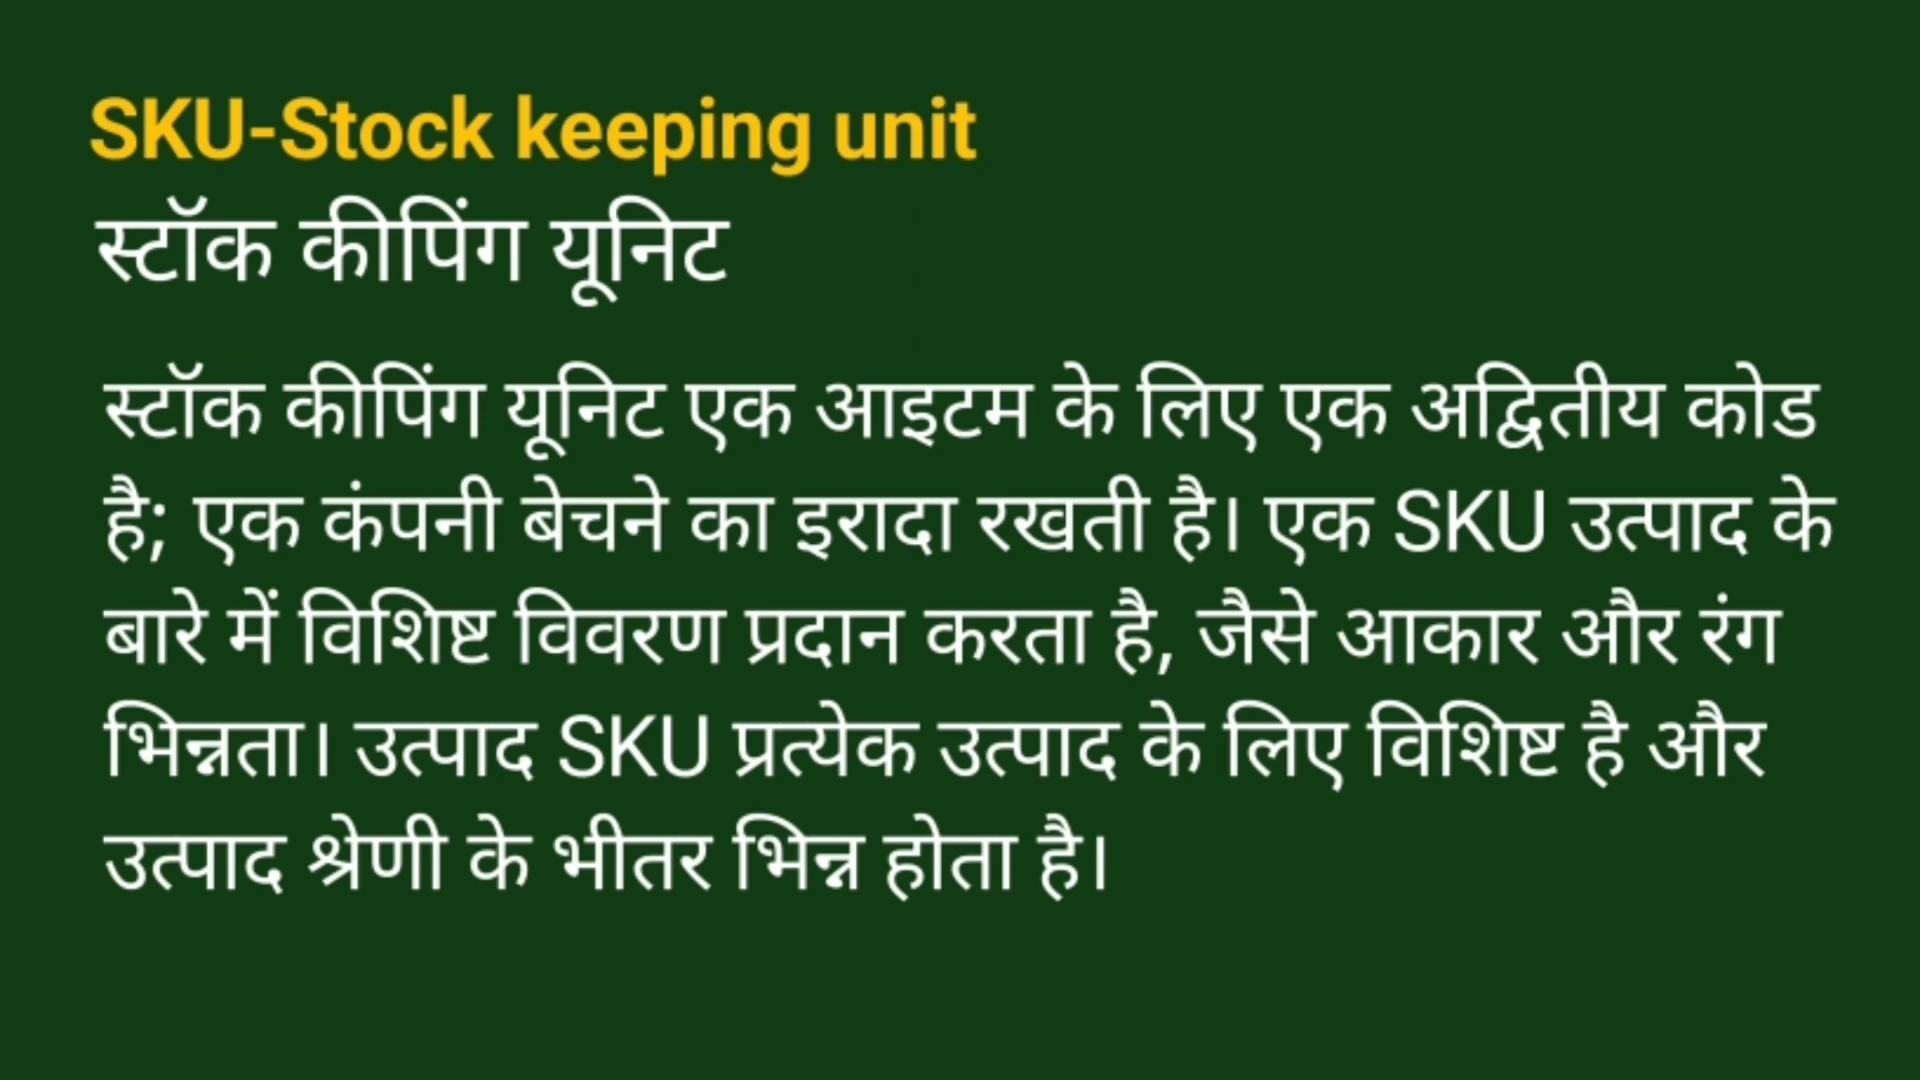 SKU-Stock keeping unit
स्टॉक कीपिंग यूनिट
स्टॉक कीपिंग यूनिट एक आइटम के लिए एक अद्वितीय कोड
है; एक कंपनी बेचने का इरादा रखती है। एक SKU उत्पाद के
बारे में विशिष्ट विवरण प्रदान करता है, जैसे आकार और रंग
भिन्नता। उत्पाद SKU प्रत्येक उत्पाद के लिए विशिष्ट है और
उत्पाद श्रेणी के भीतर भिन्न होता है।